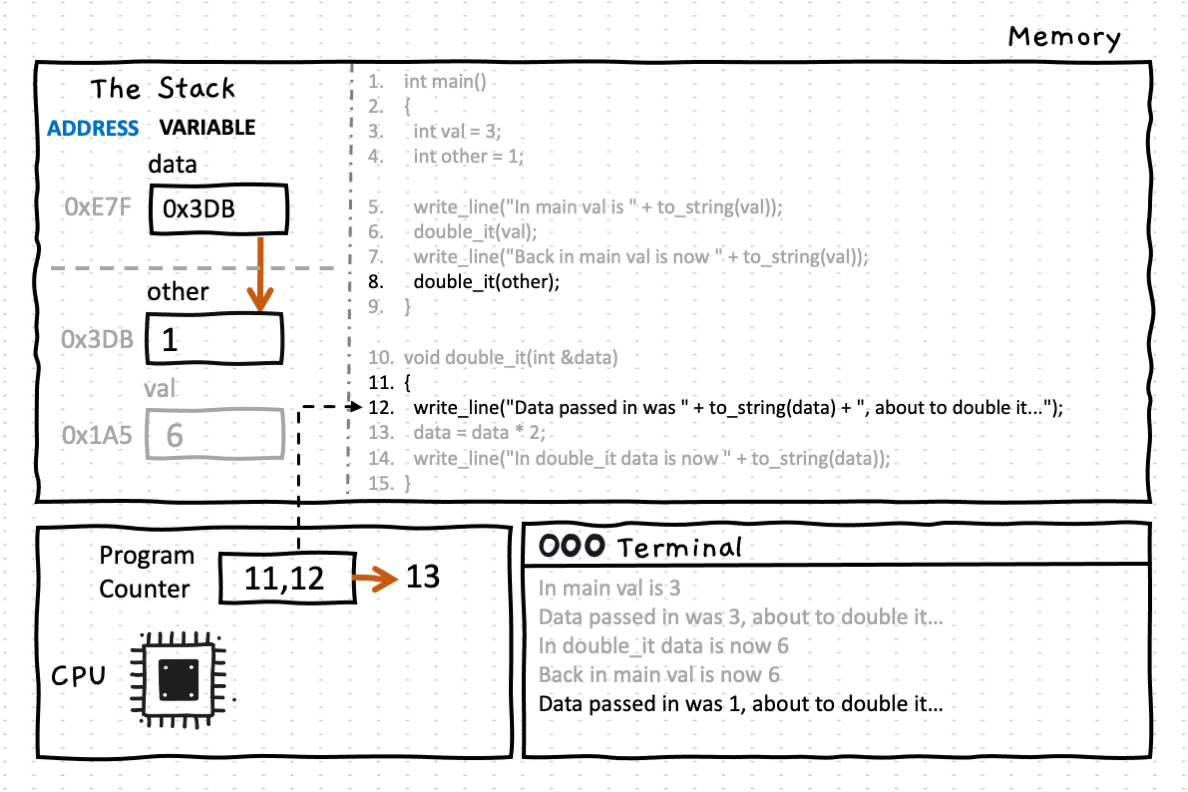 Memory
The Stack
ADDRESS VARIABLE
data
0xE7F 0x3DB
other
0x3DB 1
val
0x1A5 6
1. int main()
2. {
3. int val = 3;
4. int other = 1;
5. write_line("In main val is " + to_string(val));
6. double_it(val);
7. write_line("Back in main val is now " + to_string(val));
8. double_it(other);
9. }
10. void double_it(int &data)
11. {
12. write_line("Data passed in was " + to_string(data) + ", about to double it...");
13. data = data * 2;
14. write_line("In double_it data is now " + to_string(data));
15. }
Program
Counter
11,12 13
CPU
Terminal
In main val is 3
Data passed in was 3, about to double it...
In double_it data is now 6
Back in main val is now 6
Data passed in was 1, about to double it...